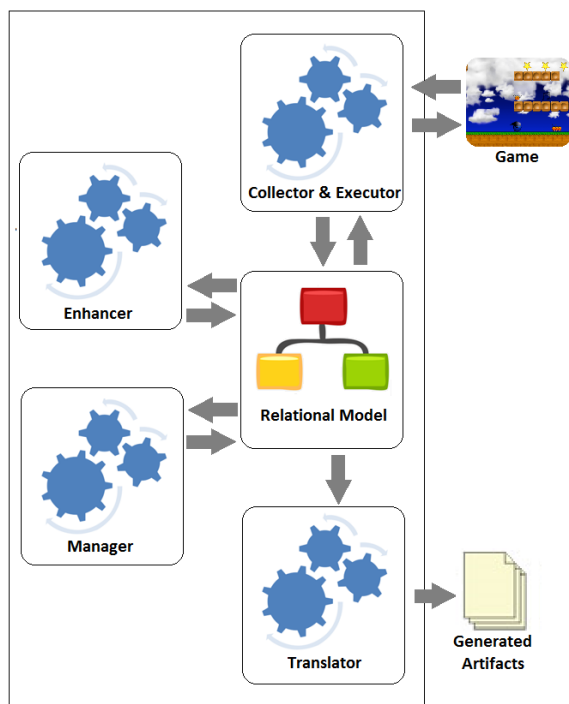 Collector & Executor
Game
Enhancer
Relational Model
Manager
Translator
Generated
Artifacts